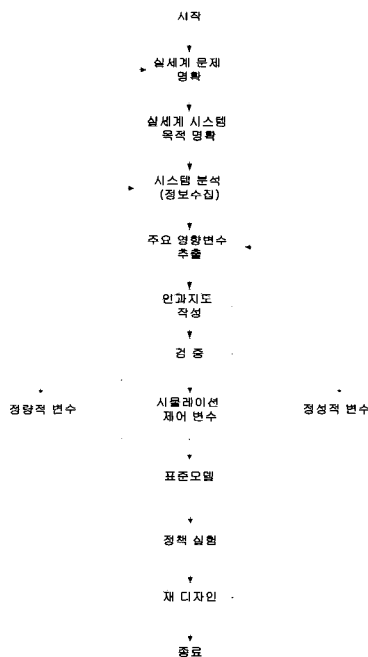 시작
실세계 문제
명확
실세계 시스템
목적 명확
시스템 분석
(정보수집)
주요 영향변수
추출
인과지도
작성
검 증
정량적 변수
시뮬레이션
제어 변수
정성적 변수
표준모델
정책 실험
재 디자인
종료